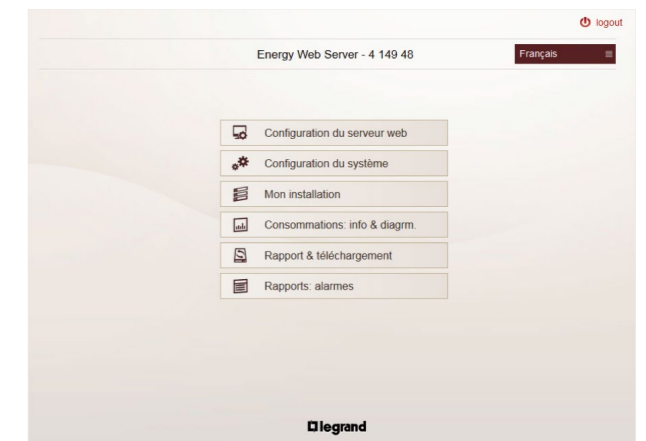 logout
Energy Web Server - 4 149 48
Français
Configuration du serveur web
Configuration du système
Mon installation
Consommations: info & diagrm.
Rapport & téléchargement
Rapports: alarmes
legrand